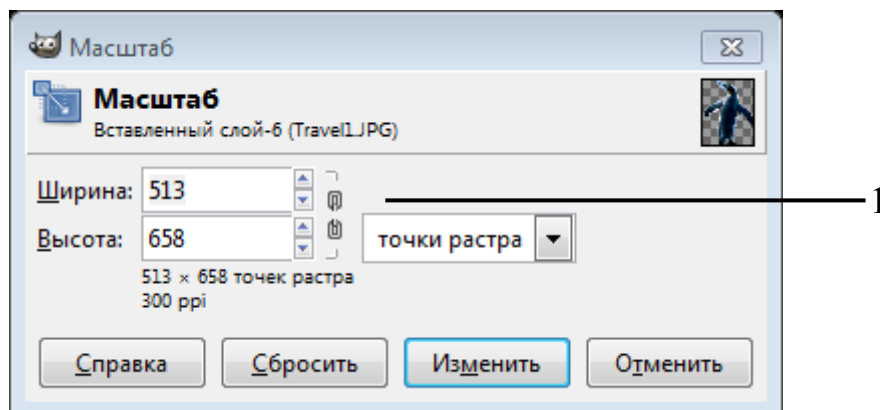 Масштаб
Масштаб
Вставленный слой-6 (Travel1.JPG)
Ширина: 513
1
Высота: 658 точки растра
513 × 658 точек растра
300 ppi
Справка Сбросить Изменить Отменить